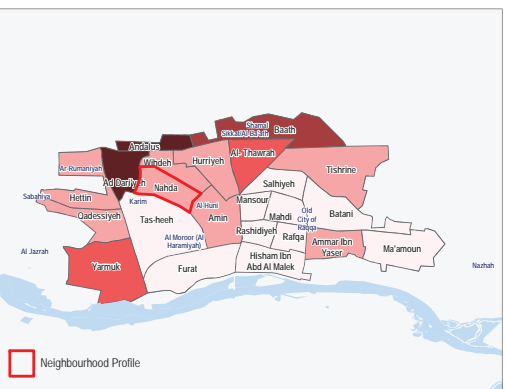 Shamal
Sikkat/Al-Ba'ath
Baath
Andalus
Al- Thawrah
Wihdeh
Hurriyeh
Ar-Rumaniyah
Tishrine
Ad Dariyeh
Nahda
Salhiyeh
Sabahiya
Hettin
Karim
Al-Huni
Mansour
Qadessiyeh
Tas-heeh
Amin
Mahdi
Old
City of
Raqqa
Batani
Rashidiyeh
Rafqa
Al Moroor (Al-
Haramiyah)
Ammar Ibn
Yaser
Ma'amoun
Al Jazrah
Yarmuk
Furat
Hisham Ibn
Abd Al Malek
Nazhah
Neighbourhood Profile